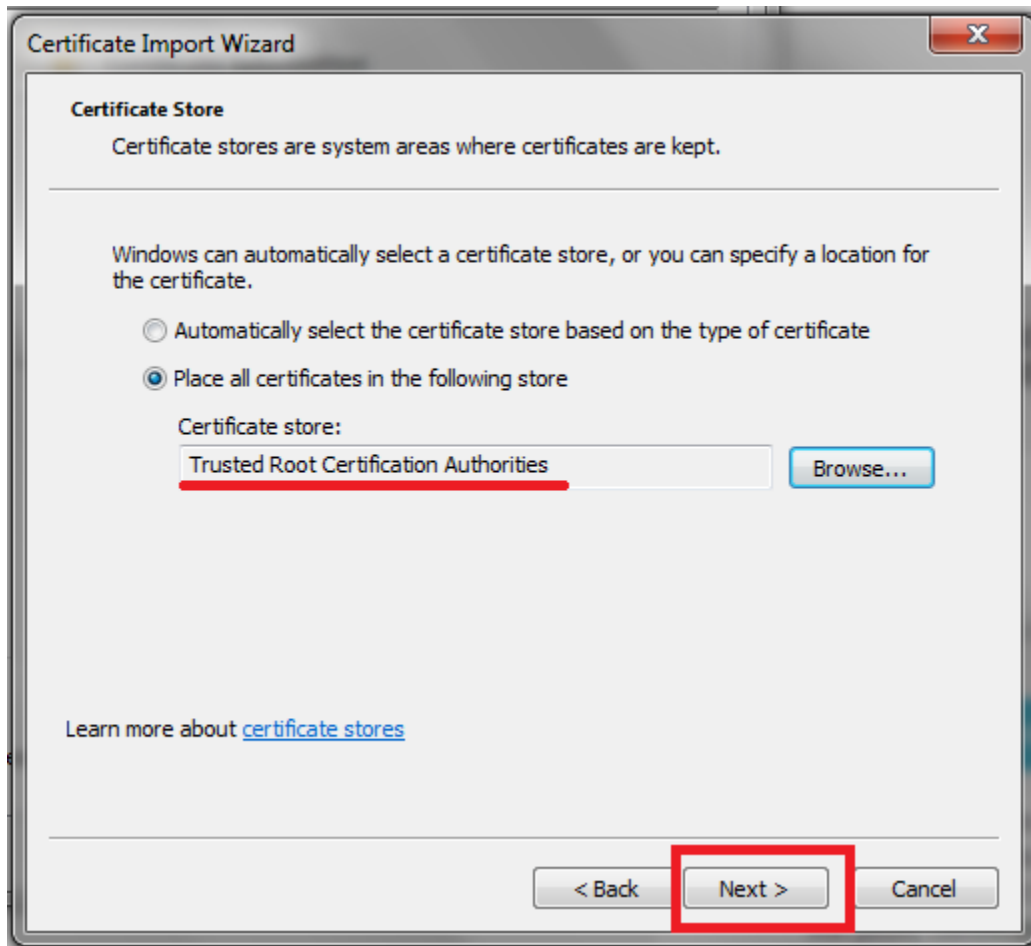 Certificate Import Wizard
Certificate Store
Certificate stores are system areas where certificates are kept.
Windows can automatically select a certificate store, or you can specify a location for
the certificate.
Automatically select the certificate store based on the type of certificate
Place all certificates in the following store
Certificate store:
Trusted Root Certification Authorities
Browse...
Learn more about certificate stores
< Back Next > Cancel